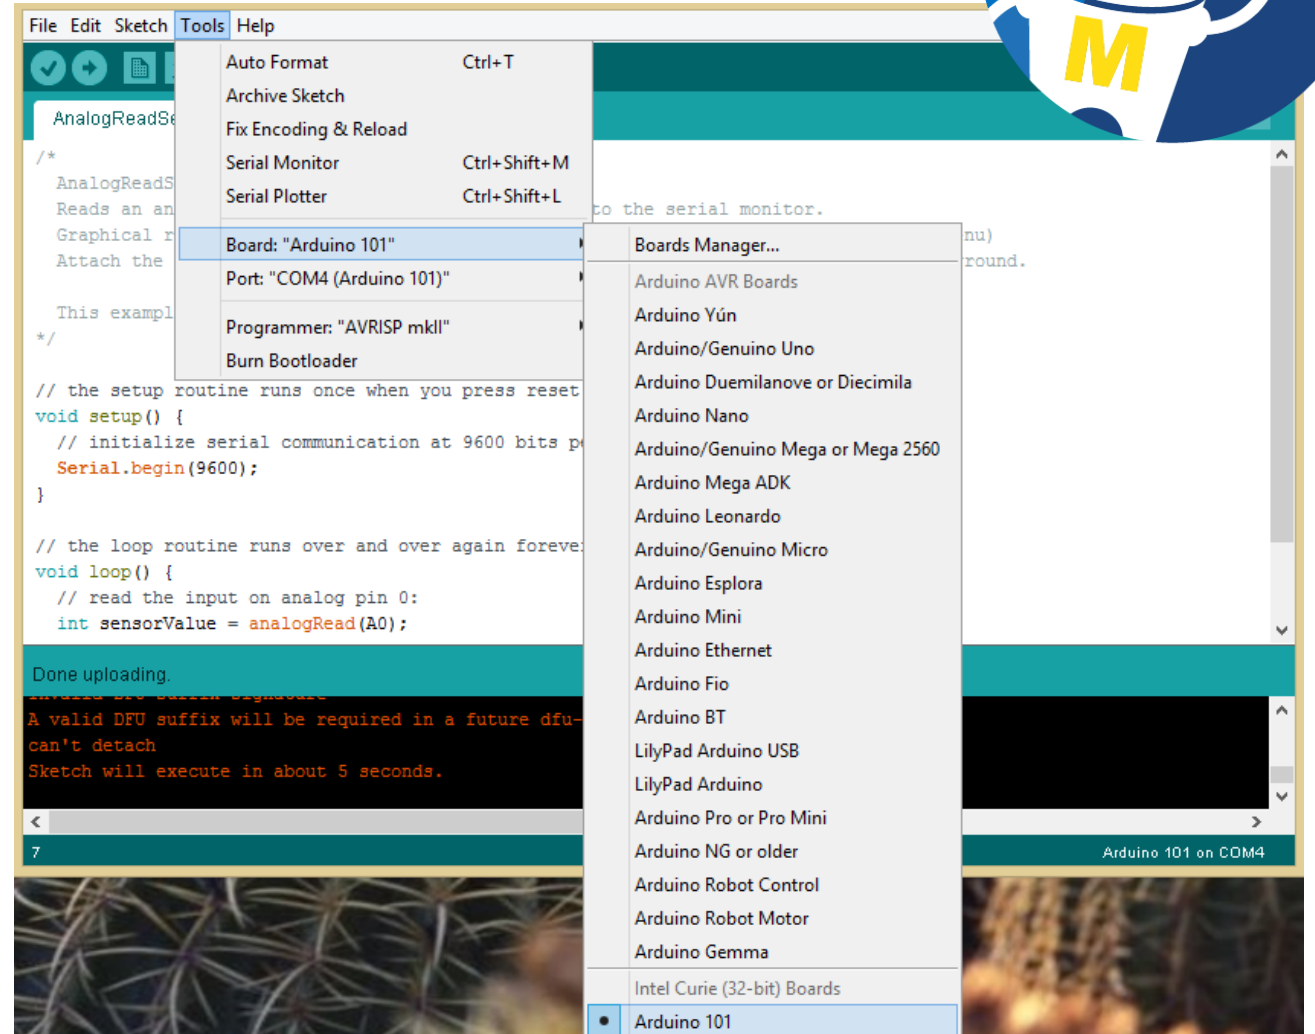 File Edit Sketch Tools Help
M
Auto Format Ctrl+T
Archive Sketch
Fix Encoding & Reload
Serial Monitor Ctrl+Shift+M
Serial Plotter Ctrl+Shift+L
Board: "Arduino 101"
Port: "COM4 (Arduino 101)"
Programmer: "AVRISP mkII"
Burn Bootloader
Boards Manager...
Arduino AVR Boards
Arduino Yún
Arduino/Genuino Uno
Arduino Duemilanove or Diecimila
Arduino Nano
Arduino/Genuino Mega or Mega 2560
Arduino Mega ADK
Arduino Leonardo
Arduino/Genuino Micro
Arduino Esplora
Arduino Mini
Arduino Ethernet
Arduino Fio
Arduino BT
LilyPad Arduino USB
LilyPad Arduino
Arduino Pro or Pro Mini
Arduino NG or older
Arduino Robot Control
Arduino Robot Motor
Arduino Gemma
Intel Curie (32-bit) Boards
Arduino 101
AnalogReadSe
/*
AnalogReadS
Reads an an to the serial monitor.
Graphical r nu)
Attach the round.
This exampl
*/
// the setup routine runs once when you press reset
void setup() {
// initialize serial communication at 9600 bits pe
Serial.begin(9600);
}
// the loop routine runs over and over again foreve
void loop() {
// read the input on analog pin 0:
int sensorValue = analogRead(A0);
Done uploading.
A valid DFU suffix will be required in a future dfu-
can't detach
Sketch will execute in about 5 seconds.
7 Arduino 101 on COM4